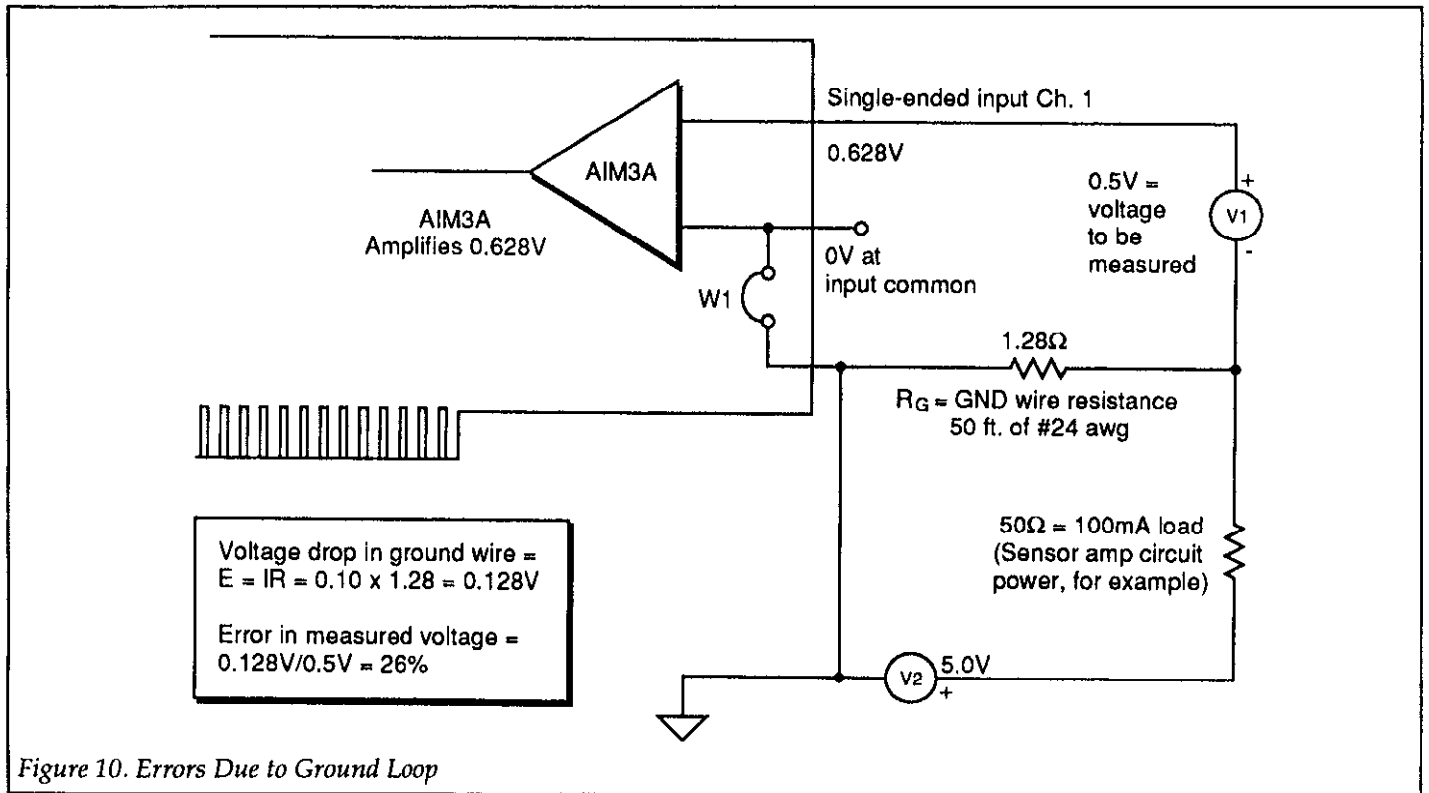 Single-ended input Ch. 1
0.628V
AIM3A
AIM3A
Amplifies 0.628V
0V at
input common
W1
0.5V =
voltage
to be
measured
+
V1
-
1.28Ω
RG = GND wire resistance
50 ft. of #24 awg
50Ω = 100mA load
(Sensor amp circuit
power, for example)
V2
5.0V
+
Voltage drop in ground wire =
E = IR = 0.10 x 1.28 = 0.128V
Error in measured voltage =
0.128V/0.5V = 26%
Figure 10. Errors Due to Ground Loop